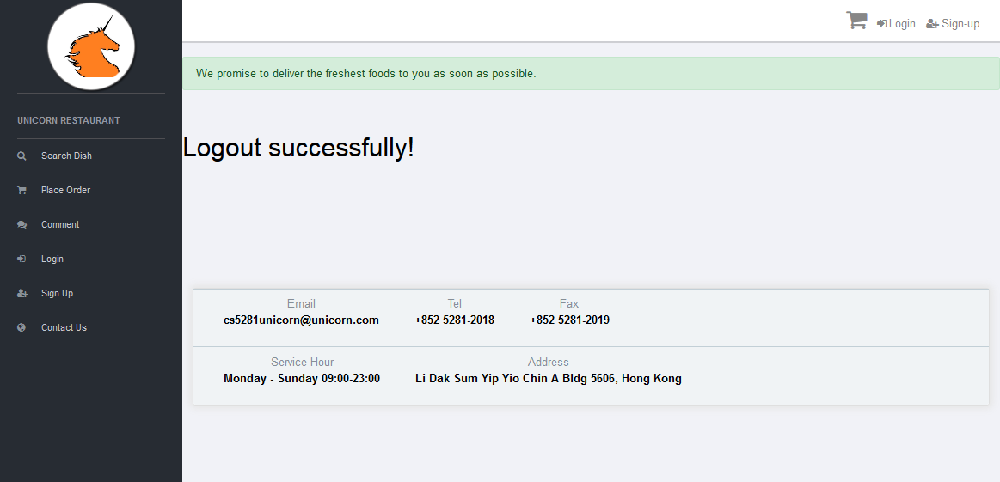 Login Sign-up
We promise to deliver the freshest foods to you as soon as possible.
UNICORN RESTAURANT
Search Dish
Place Order
Comment
Login
Sign Up
Contact Us
Logout successfully!
Email Tel Fax
cs5281unicorn@unicorn.com +852 5281-2018 +852 5281-2019
Service Hour Address
Monday - Sunday 09:00-23:00 Li Dak Sum Yip Yio Chin A Bldg 5606, Hong Kong